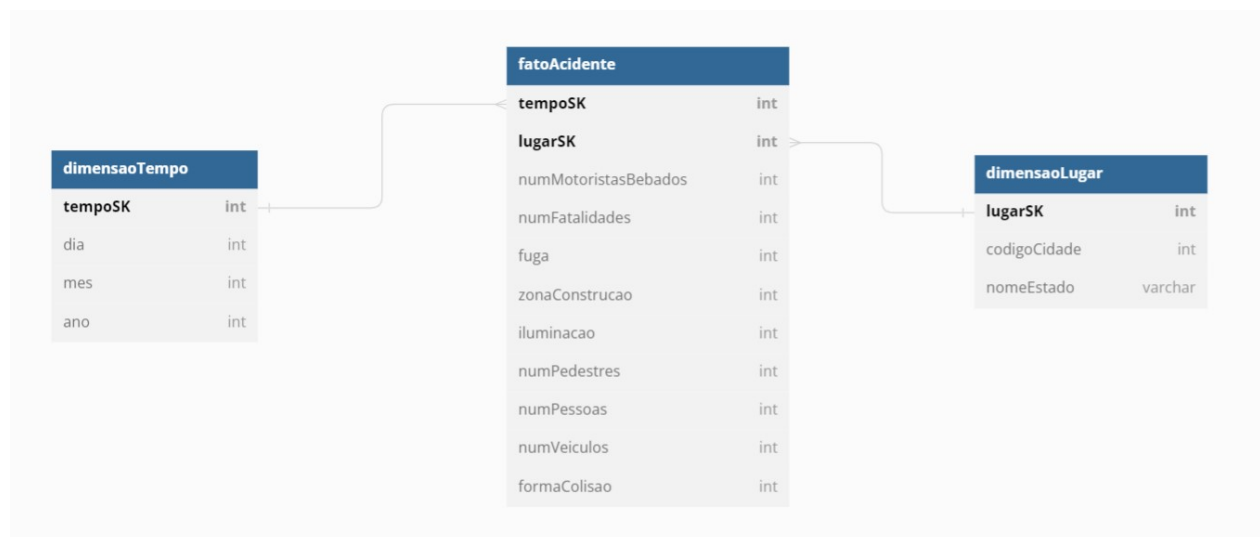 dimensaoTempo
tempoSK int
dia int
mes int
ano int
fatoAcidente
tempoSK int
lugarSK int
numMotoristasBebados int
numFatalidades int
fuga int
zonaConstrucao int
iluminacao int
numPedestres int
numPessoas int
numVeiculos int
formaColisao int
dimensaoLugar
lugarSK int
codigoCidade int
nomeEstado varchar